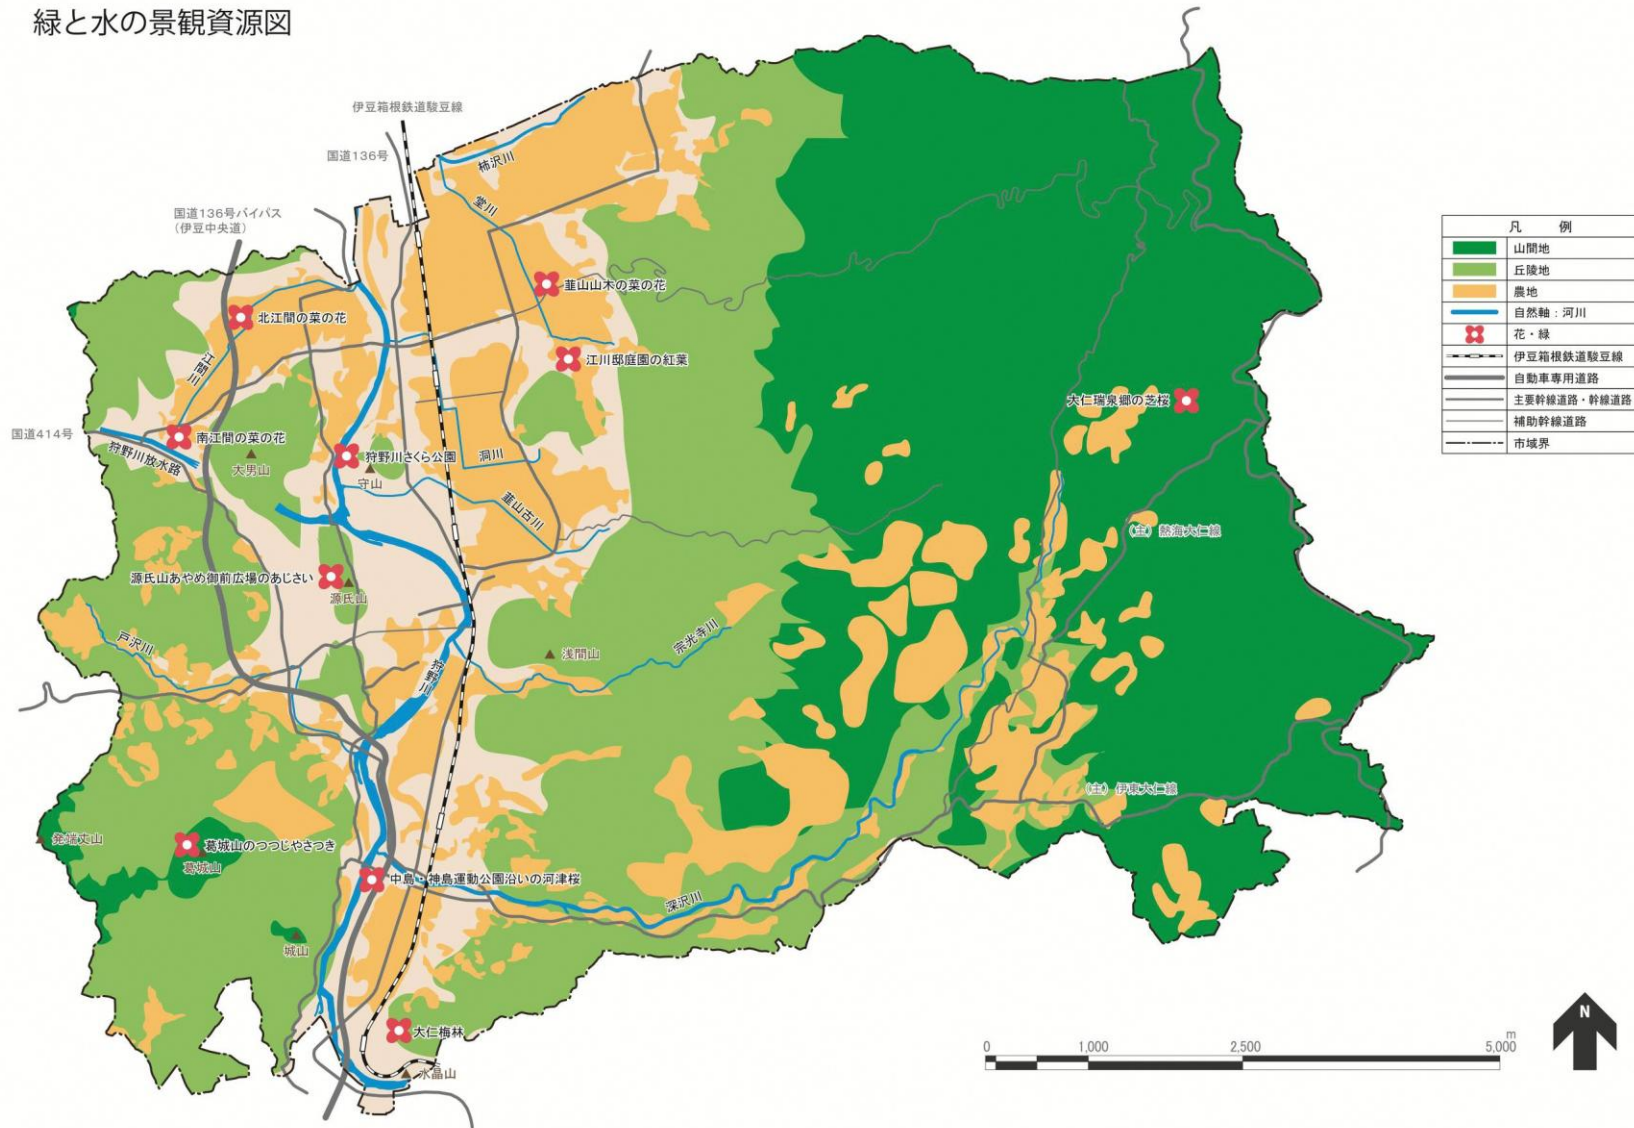 緑と水の景観資源図
伊豆箱根鉄道駿豆線
国道136号
国道136号バイパス
(伊豆中央道)
柿沢川
堂川
韮山山木の菜の花
北江間の菜の花
江川邸庭園の紅葉
江間川
大仁瑞泉郷の芝桜
国道414号
南江間の菜の花
狩野川放水路
大男山
狩野川さくら公園
守山
洞川
韮山古川
(主) 熱海大仁線
源氏山あやめ御前広場のあじさい
源氏山
戸沢川
狩野川
浅間山
宗光寺川
(主) 伊東大仁線
発端丈山
葛城山のつつじやさつき
葛城山
中島・神島運動公園沿いの河津桜
深沢川
城山
大仁梅林
水晶山
凡 例
山間地
丘陵地
農地
自然軸：河川
花・緑
伊豆箱根鉄道駿豆線
自動車専用道路
主要幹線道路・幹線道路
補助幹線道路
市域界
N
m
0 1,000 2,500 5,000